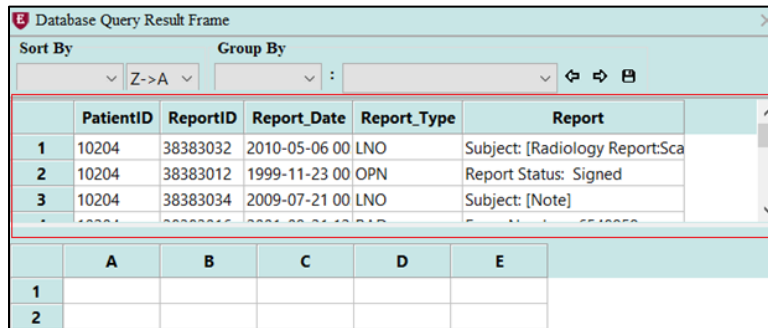 E Database Query Result Frame
Sort By Group By
Z->A :
PatientID ReportID Report_Date Report_Type Report
1 10204 38383032 2010-05-06 00 LNO Subject: [Radiology Report:Sca
2 10204 38383012 1999-11-23 00 OPN Report Status: Signed
3 10204 38383034 2009-07-21 00 LNO Subject: [Note]
A B C D E
1
2